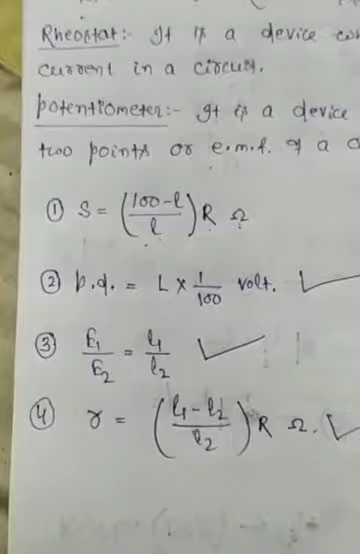 Rheostat:- It is a device con
current in a circuit.
potentiometer:- It is a device
two points or e.m.f. of a c
① S = (100-l/l) R Ω
② p.d. = L × 1/100 volt.
③ E1/E2 = l1/l2
④ r = (l1 - l2/l2) R Ω.